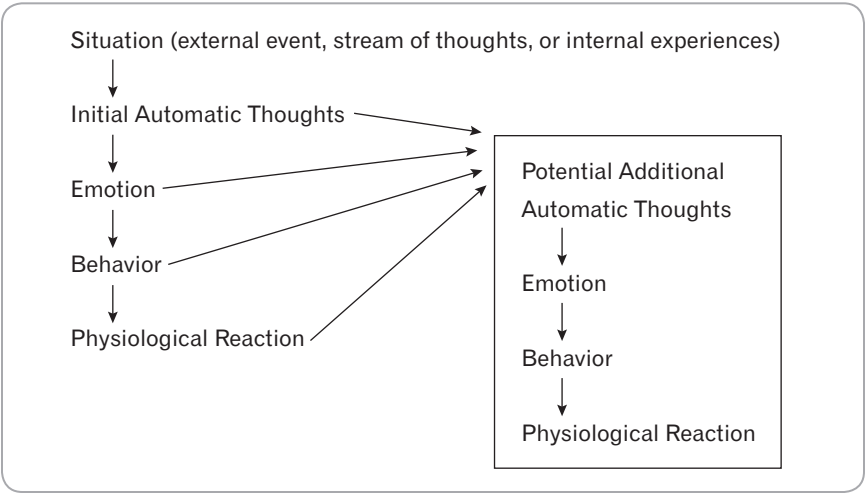 Situation (external event, stream of thoughts, or internal experiences)
Initial Automatic Thoughts
Emotion
Behavior
Physiological Reaction
Potential Additional
Automatic Thoughts
Emotion
Behavior
Physiological Reaction